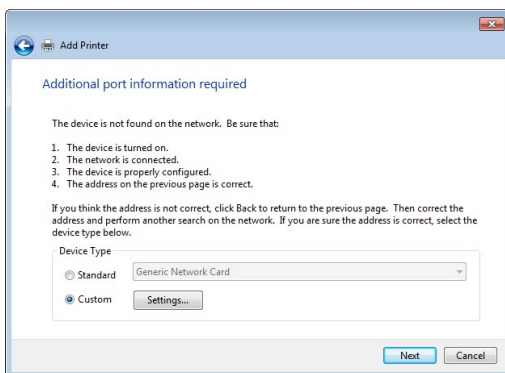 Add Printer
Additional port information required
The device is not found on the network. Be sure that:
1. The device is turned on.
2. The network is connected.
3. The device is properly configured.
4. The address on the previous page is correct.
If you think the address is not correct, click Back to return to the previous page. Then correct the
address and perform another search on the network. If you are sure the address is correct, select the
device type below.
Device Type
Standard Generic Network Card
Custom Settings...
Next Cancel